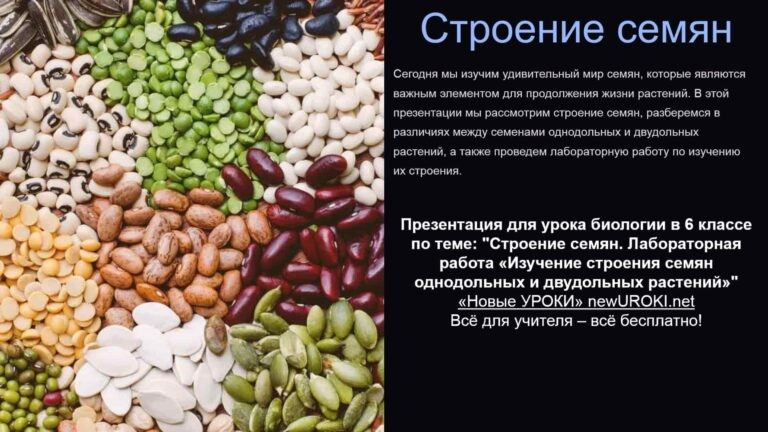 Строение семян
Сегодня мы изучим удивительный мир семян, которые являются
важным элементом для продолжения жизни растений. В этой
презентации мы рассмотрим строение семян, разберемся в
различиях между семенами однодольных и двудольных
растений, а также проведем лабораторную работу по изучению
их строения.
Презентация для урока биологии в 6 классе
по теме: "Строение семян. Лабораторная
работа «Изучение строения семян
однодольных и двудольных растений»"
«Новые УРОКИ» newUROKI.net
Всё для учителя – всё бесплатно!